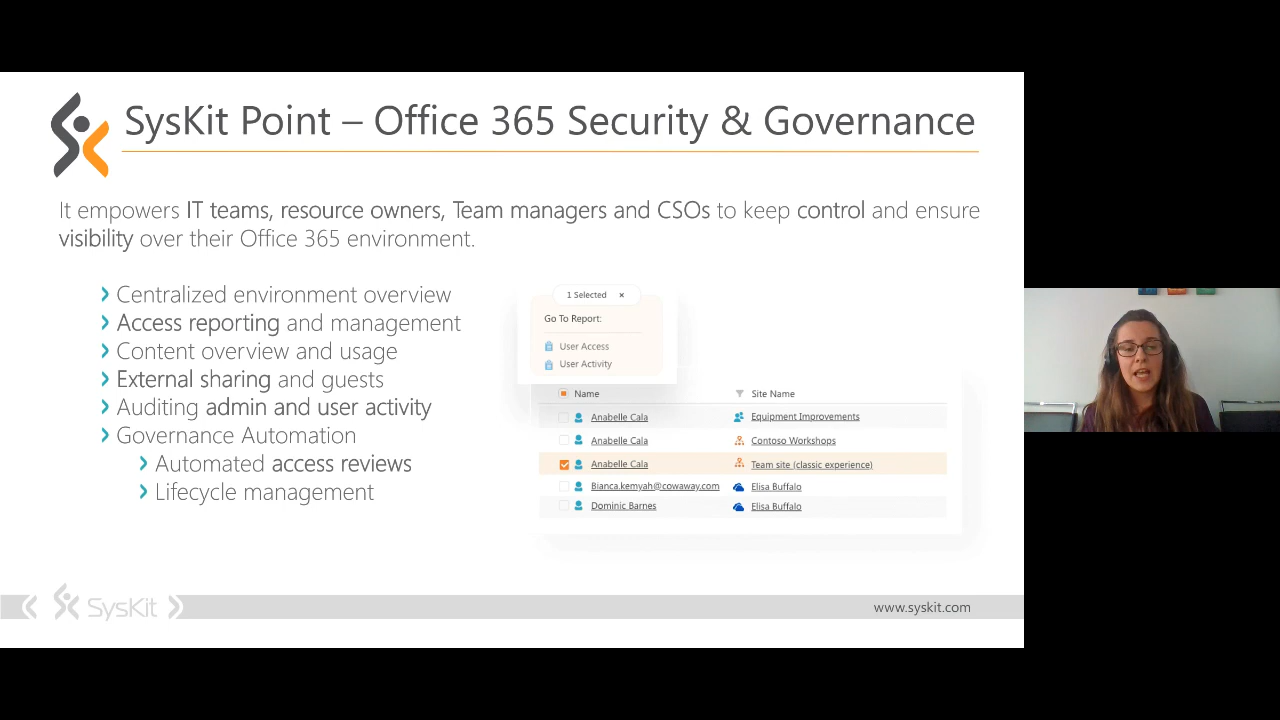 SysKit Point – Office 365 Security & Governance
It empowers IT teams, resource owners, Team managers and CSOs to keep control and ensure
visibility over their Office 365 environment.
Centralized environment overview
Access reporting and management
Content overview and usage
External sharing and guests
Auditing admin and user activity
Governance Automation
Automated access reviews
Lifecycle management
1 Selected ×
Go To Report:
User Access
User Activity
Name Site Name
Anabelle Cala Equipment Improvements
Anabelle Cala Contoso Workshops
Anabelle Cala Team site (classic experience)
Bianca.kemyah@cowaway.com Elisa Buffalo
Dominic Barnes Elisa Buffalo
SysKit
www.syskit.com